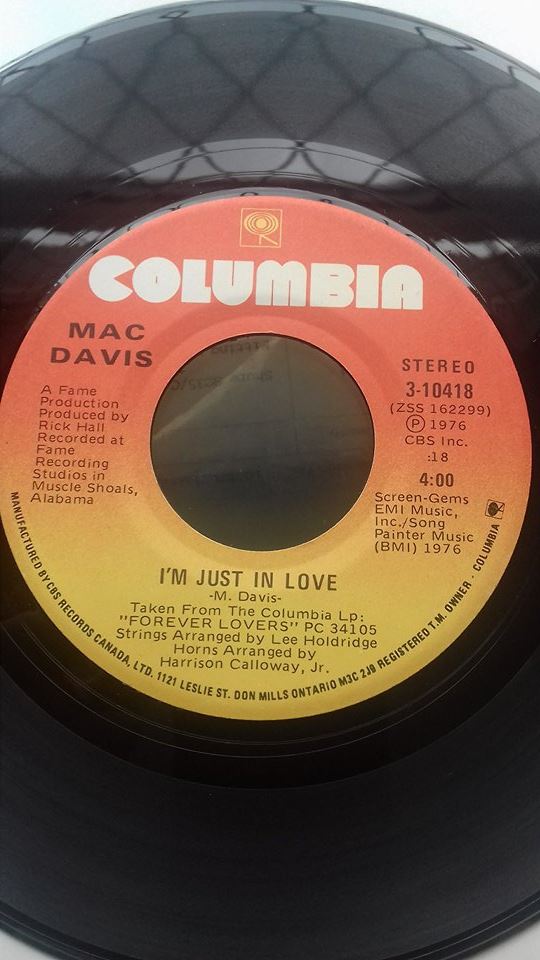 COLUMBIA
MAC
DAVIS
A Fame
Production
Produced by
Rick Hall
Recorded at
Fame
Recording
Studios in
Muscle Shoals,
Alabama
STEREO
3-10418
(ZSS 162299)
Ⓟ 1976
CBS Inc.
:18
4:00
Screen-Gems
EMI Music,
Inc./Song
Painter Music
(BMI) 1976
I'M JUST IN LOVE
-M. Davis-
Taken From The Columbia Lp:
"FOREVER LOVERS" PC 34105
Strings Arranged by Lee Holdridge
Horns Arranged by
Harrison Calloway, Jr.
MANUFACTURED BY CBS RECORDS CANADA, LTD. 1121 LESLIE ST. DON MILLS ONTARIO M3C 2J8 REGISTERED T.M. OWNER · COLUMBIA